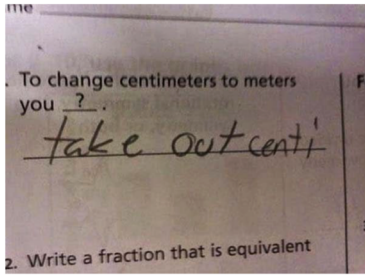 me
. To change centimeters to meters
you ? .
take out centi
2. Write a fraction that is equivalent